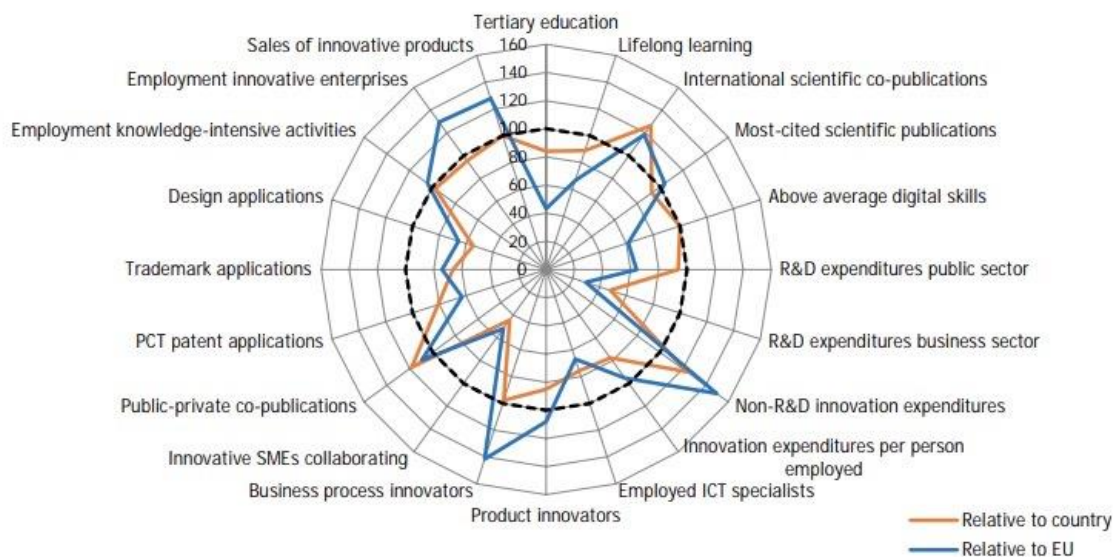 Tertiary education
Sales of innovative products
Lifelong learning
Employment innovative enterprises
International scientific co-publications
Employment knowledge-intensive activities
Most-cited scientific publications
Design applications
Above average digital skills
Trademark applications
R&D expenditures public sector
PCT patent applications
R&D expenditures business sector
Public-private co-publications
Non-R&D innovation expenditures
Innovative SMEs collaborating
Innovation expenditures per person
employed
Business process innovators
Employed ICT specialists
Product innovators
160
140
120
100
80
60
40
20
0
Relative to country
Relative to EU